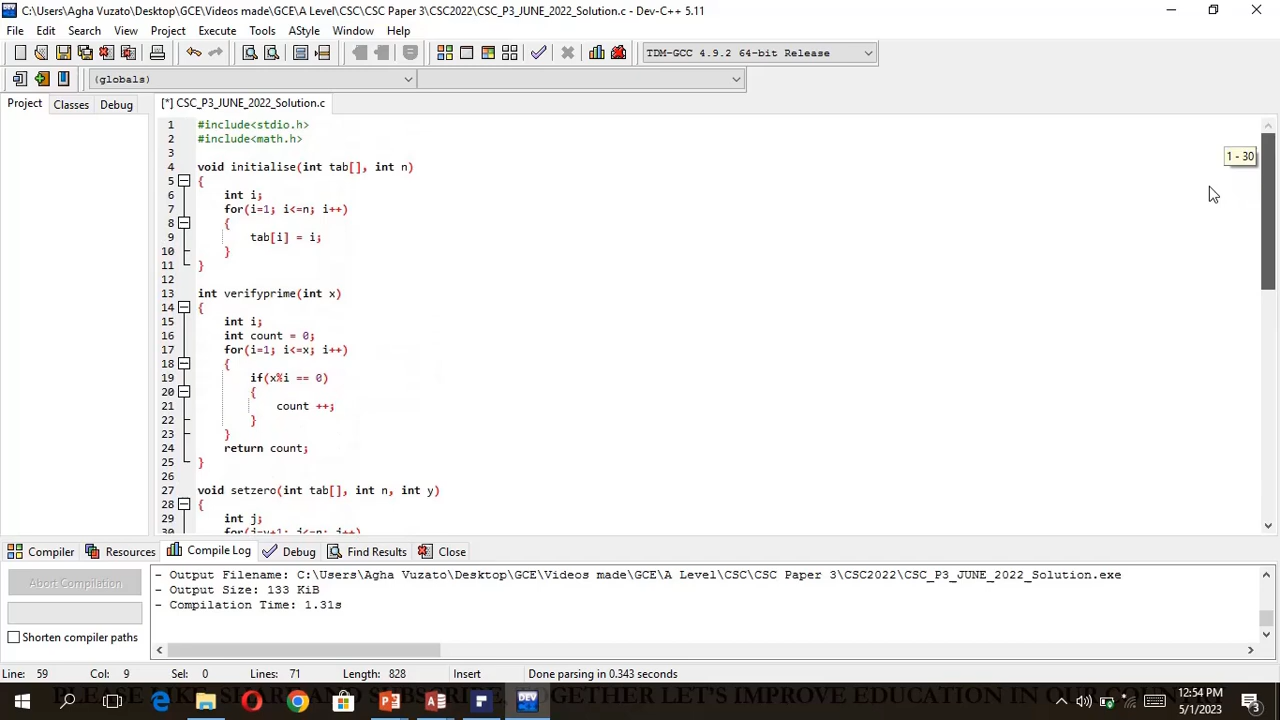 C:\Users\Agha Vuzato\Desktop\GCE\Videos made\GCE\A Level\CSC\CSC Paper 3\CSC2022\CSC_P3_JUNE_2022_Solution.c - Dev-C++ 5.11
File Edit Search View Project Execute Tools AStyle Window Help
TDM-GCC 4.9.2 64-bit Release
(globals)
Project Classes Debug [*] CSC_P3_JUNE_2022_Solution.c
1 #include<stdio.h>
2 #include<math.h>
3
4 void initialise(int tab[], int n)
5 {
6 int i;
7 for(i=1; i<=n; i++)
8 {
9 tab[i] = i;
10 }
11 }
12
13 int verifyprime(int x)
14 {
15 int i;
16 int count = 0;
17 for(i=1; i<=x; i++)
18 {
19 if(x%i == 0)
20 {
21 count ++;
22 }
23 }
24 return count;
25 }
26
27 void setzero(int tab[], int n, int y)
28 {
29 int j;
30 for(j=y+1; j<=n; j++)
1 - 30
Compiler Resources Compile Log Debug Find Results Close
Abort Compilation
Shorten compiler paths
- Output Filename: C:\Users\Agha Vuzato\Desktop\GCE\Videos made\GCE\A Level\CSC\CSC Paper 3\CSC2022\CSC_P3_JUNE_2022_Solution.exe
- Output Size: 133 KiB
- Compilation Time: 1.31s
Line: 59 Col: 9 Sel: 0 Lines: 71 Length: 828 Insert Done parsing in 0.343 seconds
12:54 PM
5/1/2023